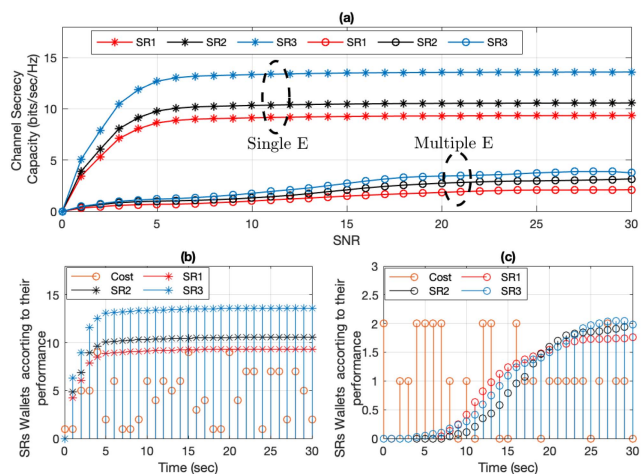 (a)
SR1 SR2 SR3 SR1 SR2 SR3
Channel Secrecy
Capacity (bits/sec/Hz)
15
10
5
0
Single E
Multiple E
0 5 10 15 20 25 30
SNR
(b)
Cost SR1
SR2 SR3
SRs Wallets according to their
performance
15
10
5
0
0 5 10 15 20 25 30
Time (sec)
(c)
Cost SR1
SR2 SR3
SRs Wallets according to their
performance
3
2.5
2
1.5
1
0.5
0
0 5 10 15 20 25 30
Time (sec)